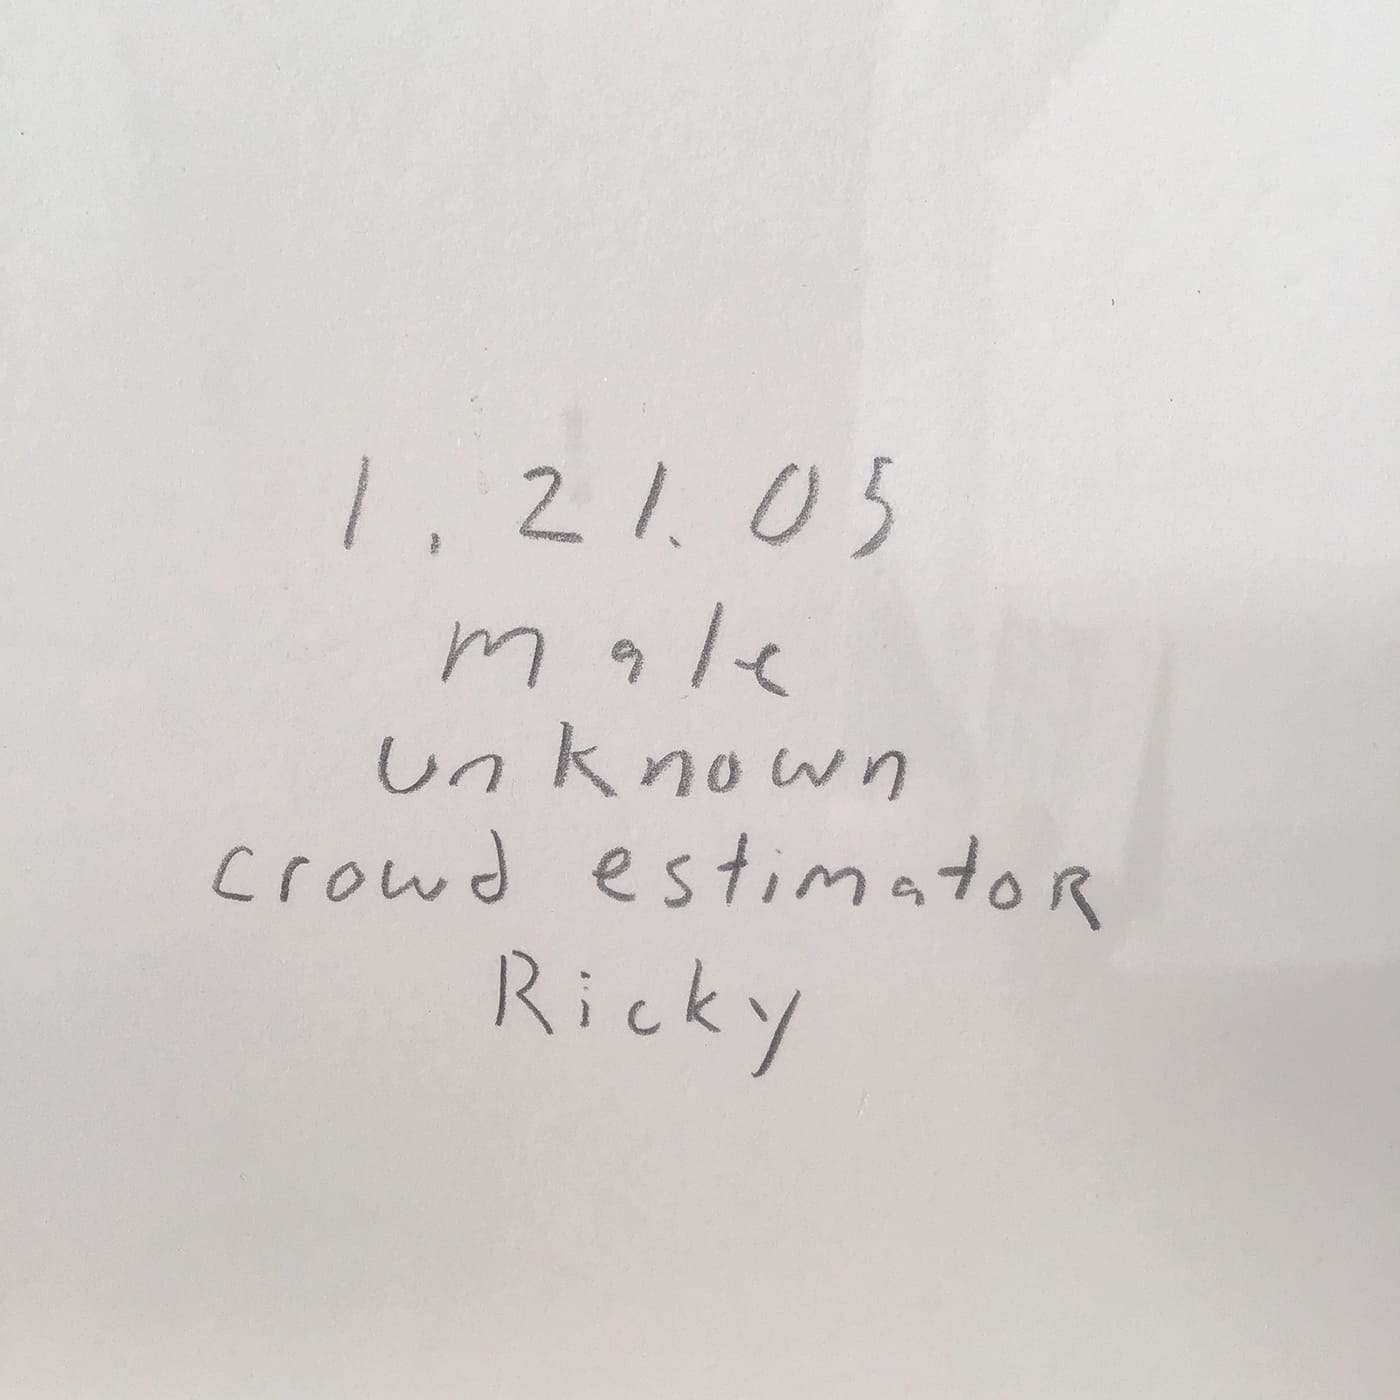 1.21.05
male
unknown
crowd estimator
Ricky